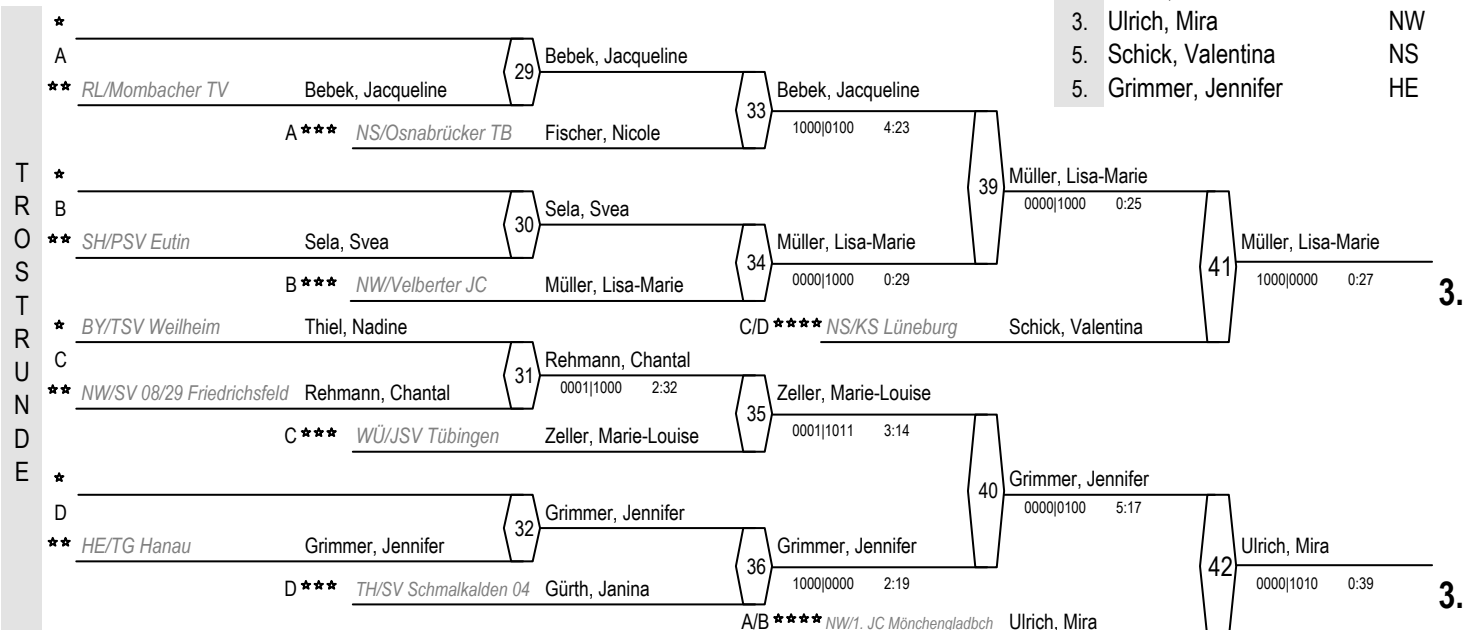 3. Ulrich, Mira NW
5. Schick, Valentina NS
5. Grimmer, Jennifer HE
TROSTRUNDE
*
A
** RL/Mombacher TV Bebek, Jacqueline
29
Bebek, Jacqueline
A *** NS/Osnabrücker TB Fischer, Nicole
33
Bebek, Jacqueline
1000|0100 4:23
*
B
** SH/PSV Eutin Sela, Svea
30
Sela, Svea
B *** NW/Velberter JC Müller, Lisa-Marie
34
Müller, Lisa-Marie
0000|1000 0:29
39
Müller, Lisa-Marie
0000|1000 0:25
C/D **** NS/KS Lüneburg Schick, Valentina
41
Müller, Lisa-Marie
1000|0000 0:27
3.
* BY/TSV Weilheim Thiel, Nadine
C
** NW/SV 08/29 Friedrichsfeld Rehmann, Chantal
31
Rehmann, Chantal
0001|1000 2:32
C *** WÜ/JSV Tübingen Zeller, Marie-Louise
35
Zeller, Marie-Louise
0001|1011 3:14
*
D
** HE/TG Hanau Grimmer, Jennifer
32
Grimmer, Jennifer
D *** TH/SV Schmalkalden 04 Gürth, Janina
36
Grimmer, Jennifer
1000|0000 2:19
40
Grimmer, Jennifer
0000|0100 5:17
A/B **** NW/1. JC Mönchengladbch Ulrich, Mira
42
Ulrich, Mira
0000|1010 0:39
3.